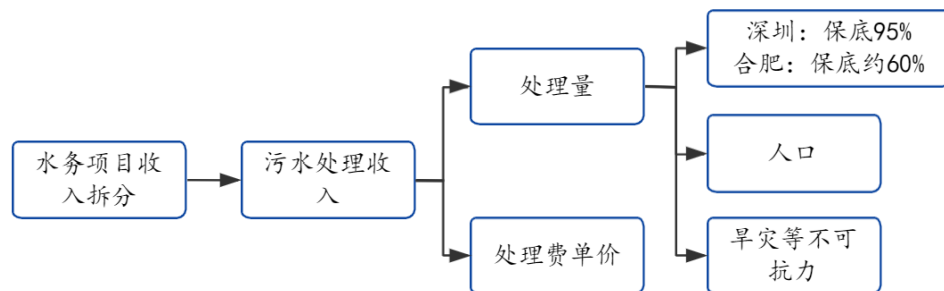 水务项目收
入拆分
污水处理收
入
处理量
处理费单价
深圳：保底95%
合肥：保底约60%
人口
旱灾等不可
抗力